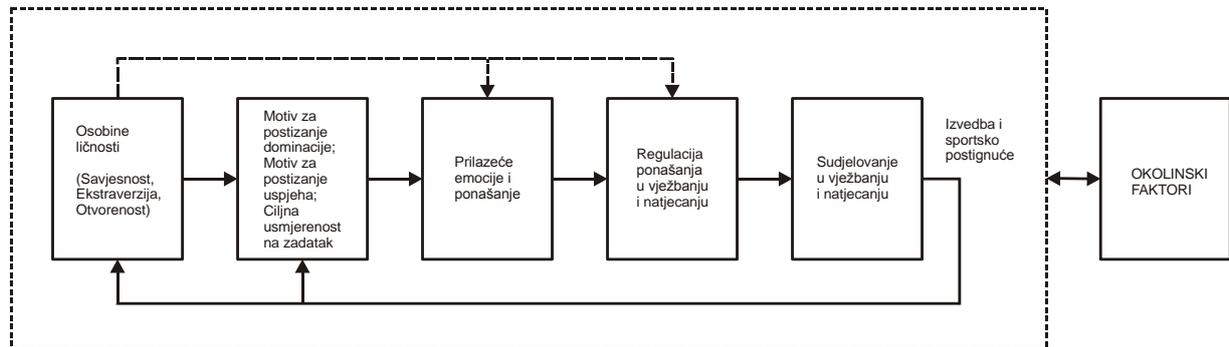 Osobine
ličnosti
(Savjesnost,
Ekstraverzija,
Otvorenost)
Motiv za
postizanje
dominacije;
Motiv za
postizanje
uspjeha;
Ciljna
usmjerenost
na zadatak
Prilazeće
emocije i
ponašanje
Regulacija
ponašanja
u vježbanju
i natjecanju
Sudjelovanje
u vježbanju
i natjecanju
Izvedba i
sportsko
postignuće
OKOLINSKI
FAKTORI